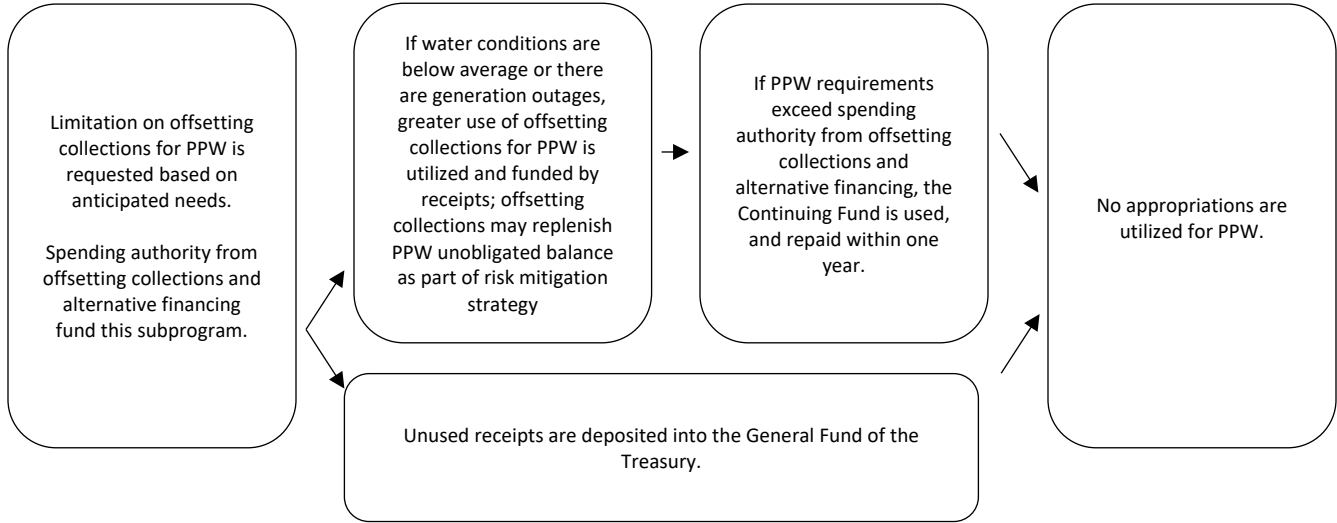 Limitation on offsetting
collections for PPW is
requested based on
anticipated needs.
Spending authority from
offsetting collections and
alternative financing
fund this subprogram.
If water conditions are
below average or there
are generation outages,
greater use of offsetting
collections for PPW is
utilized and funded by
receipts; offsetting
collections may replenish
PPW unobligated balance
as part of risk mitigation
strategy
If PPW requirements
exceed spending
authority from offsetting
collections and
alternative financing, the
Continuing Fund is used,
and repaid within one
year.
Unused receipts are deposited into the General Fund of the
Treasury.
No appropriations are
utilized for PPW.